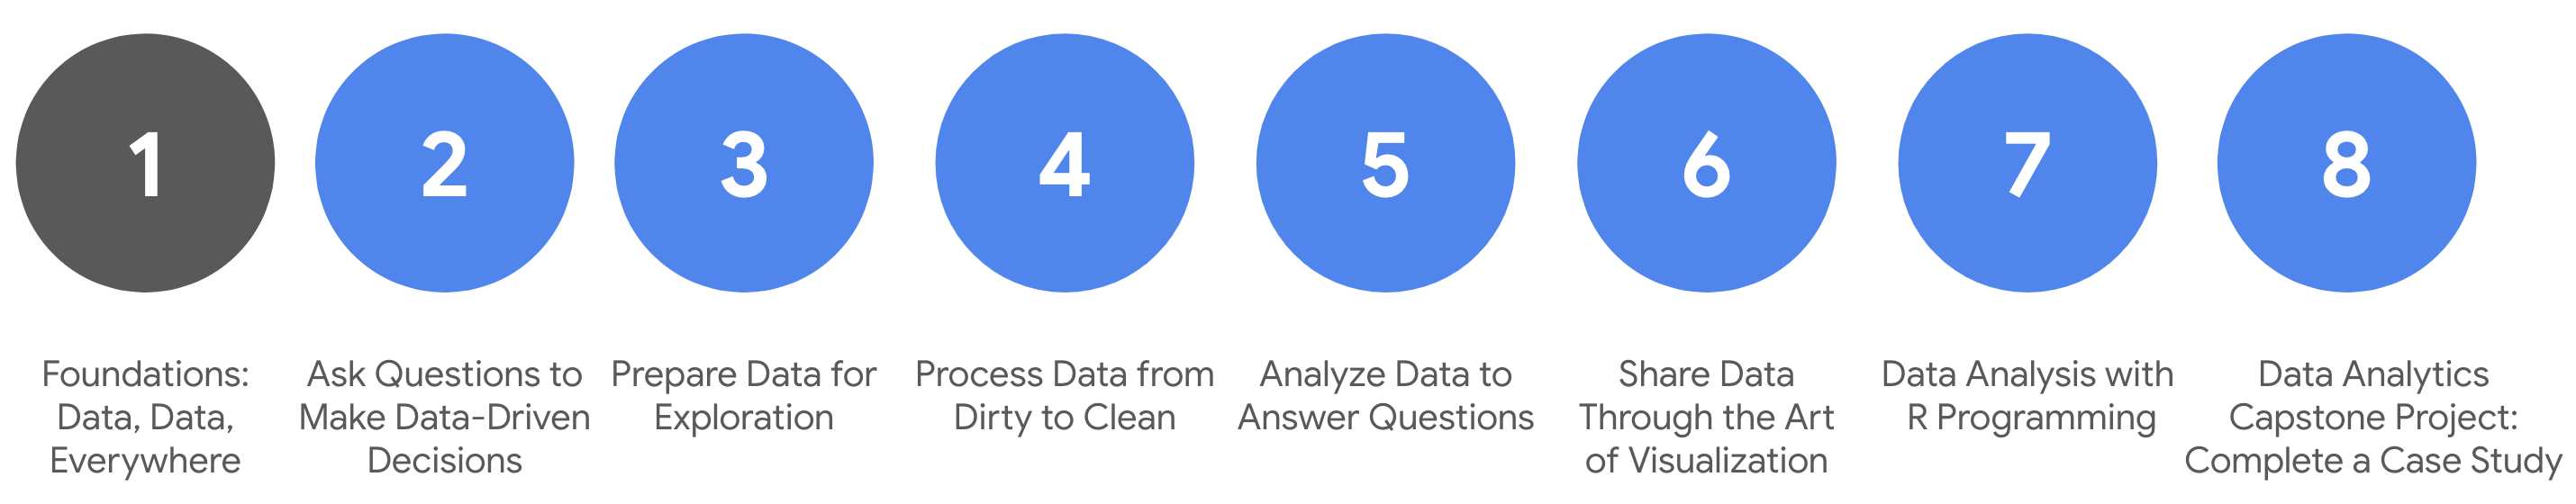 1
2
3
4
5
6
7
8
Foundations:
Data, Data,
Everywhere
Ask Questions to
Make Data-Driven
Decisions
Prepare Data for
Exploration
Process Data from
Dirty to Clean
Analyze Data to
Answer Questions
Share Data
Through the Art
of Visualization
Data Analysis with
R Programming
Data Analytics
Capstone Project:
Complete a Case Study